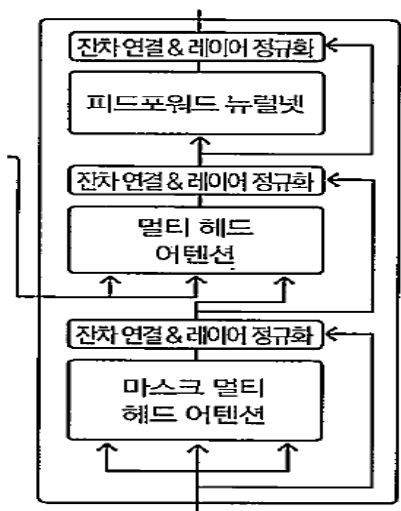 잔차 연결 & 레이어 정규화
피드포워드 뉴럴넷
잔차 연결 & 레이어 정규화
멀티 헤드
어텐션
잔차 연결 & 레이어 정규화
마스크 멀티
헤드 어텐션